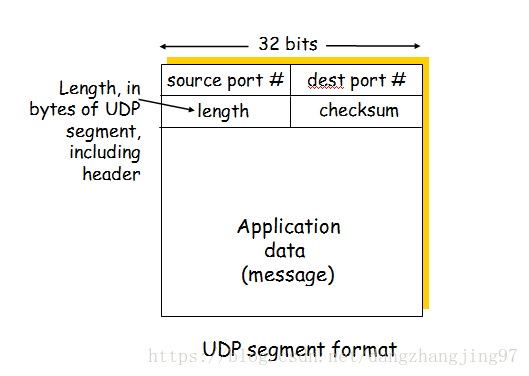 32 bits
source port # dest port #
Length, in
bytes of UDP
segment,
including
header
length checksum
Application
data
(message)
UDP segment format
https://blog.csdn.net/dangzhangjing97